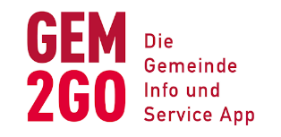 GEM
2GO
Die
Gemeinde
Info und
Service App